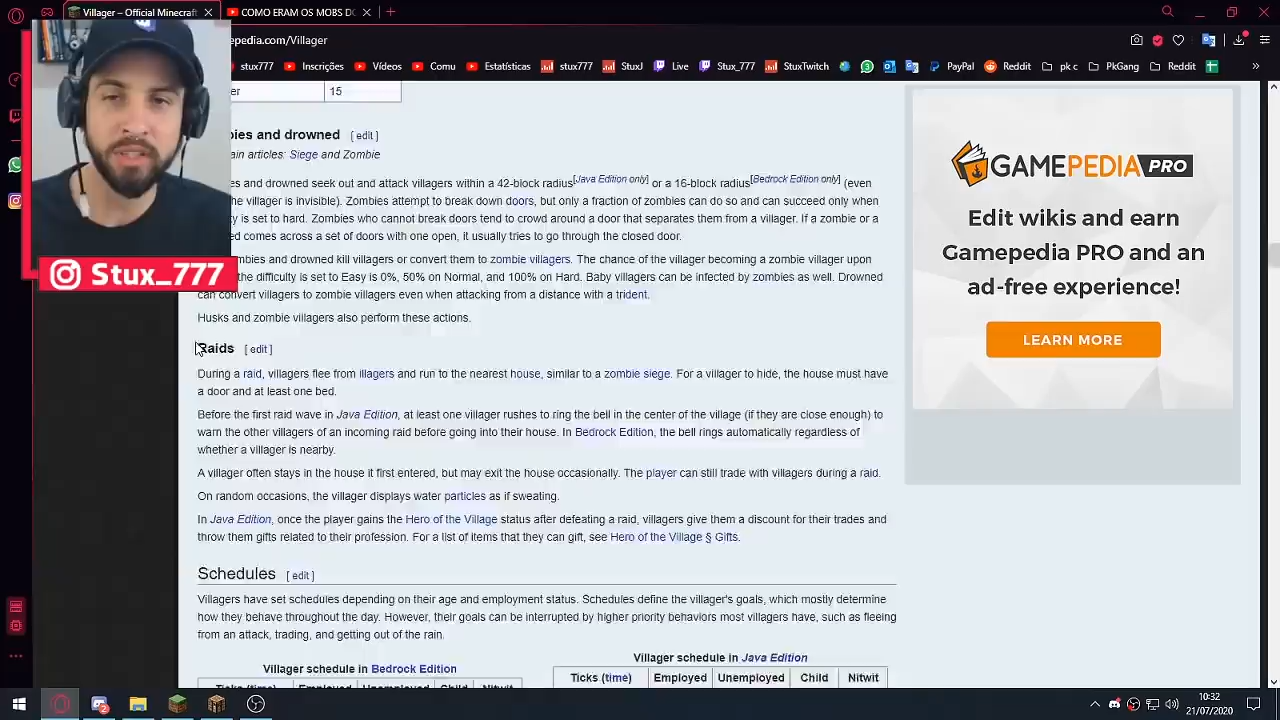 Villager – Official Minecraft
COMO ERAM OS MOBS D
epedia.com/Villager
stux777
Inscrições
Vídeos
Comu
Estatísticas
stux777
StuxJ
Live
Stux_777
StuxTwitch
PayPal
Reddit
pk c
PkGang
Reddit
er 15
bies and drowned [ edit ]
ain articles: Siege and Zombie
es and drowned seek out and attack villagers within a 42-block radius[Java Edition only] or a 16-block radius[Bedrock Edition only] (even
the villager is invisible). Zombies attempt to break down doors, but only a fraction of zombies can do so and can succeed only when
y is set to hard. Zombies who cannot break doors tend to crowd around a door that separates them from a villager. If a zombie or a
ed comes across a set of doors with one open, it usually tries to go through the closed door.
mbies and drowned kill villagers or convert them to zombie villagers. The chance of the villager becoming a zombie villager upon
the difficulty is set to Easy is 0%, 50% on Normal, and 100% on Hard. Baby villagers can be infected by zombies as well. Drowned
can convert villagers to zombie villagers even when attacking from a distance with a trident.
Husks and zombie villagers also perform these actions.
Raids [ edit ]
During a raid, villagers flee from illagers and run to the nearest house, similar to a zombie siege. For a villager to hide, the house must have
a door and at least one bed.
Before the first raid wave in Java Edition, at least one villager rushes to ring the bell in the center of the village (if they are close enough) to
warn the other villagers of an incoming raid before going into their house. In Bedrock Edition, the bell rings automatically regardless of
whether a villager is nearby.
A villager often stays in the house it first entered, but may exit the house occasionally. The player can still trade with villagers during a raid.
On random occasions, the villager displays water particles as if sweating.
In Java Edition, once the player gains the Hero of the Village status after defeating a raid, villagers give them a discount for their trades and
throw them gifts related to their profession. For a list of items that they can gift, see Hero of the Village § Gifts.
Schedules [ edit ]
Villagers have set schedules depending on their age and employment status. Schedules define the villager's goals, which mostly determine
how they behave throughout the day. However, their goals can be interrupted by higher priority behaviors most villagers have, such as fleeing
from an attack, trading, and getting out of the rain.
Villager schedule in Bedrock Edition
Ticks (time) Employed Unemployed Child Nitwit
Villager schedule in Java Edition
Ticks (time) Employed Unemployed Child Nitwit
GAMEPEDIA PRO
Edit wikis and earn
Gamepedia PRO and an
ad-free experience!
LEARN MORE
Stux_777
2
10:32
21/07/2020